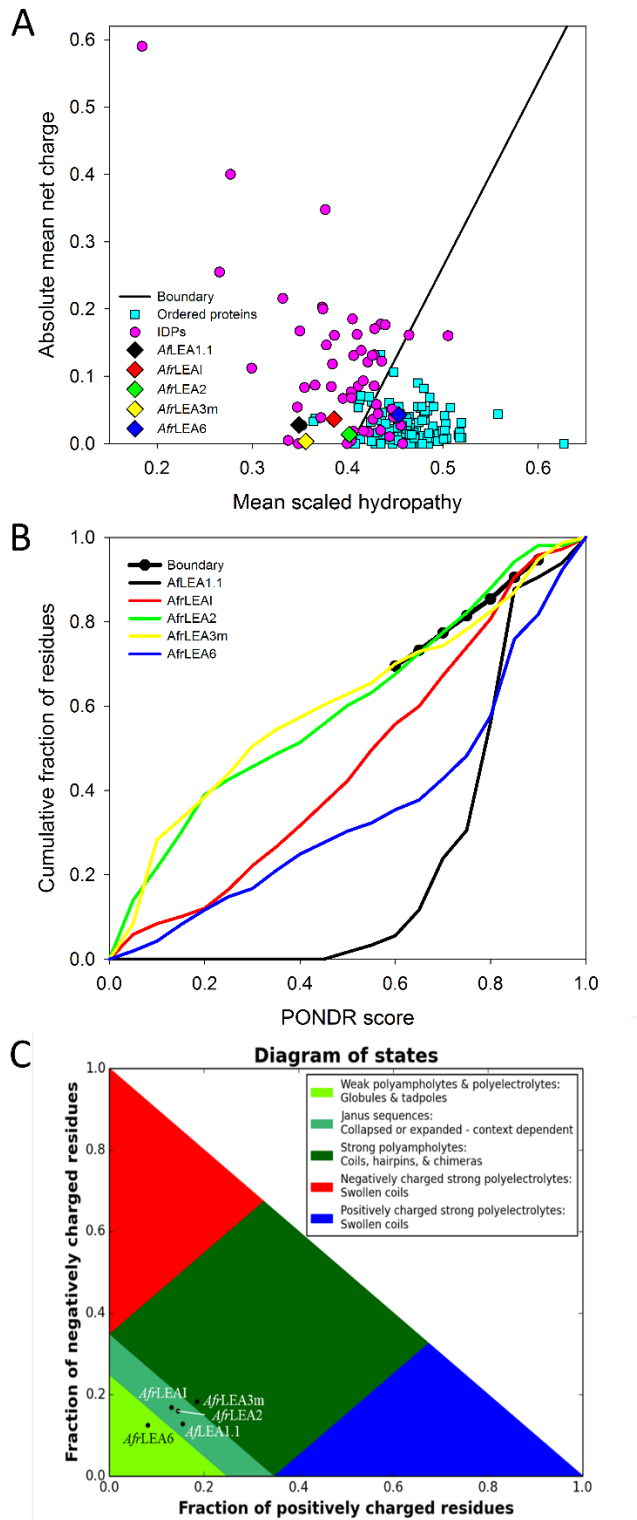 A
0.6
0.5
0.4
0.3
0.2
0.1
0.0
Absolute mean net charge
Boundary
Ordered proteins
IDPs
AfLEA1.1
AfrLEAI
AfrLEA2
AfrLEA3m
AfrLEA6
0.2 0.3 0.4 0.5 0.6
Mean scaled hydropathy
B
1.0
0.8
0.6
0.4
0.2
0.0
Cumulative fraction of residues
Boundary
AfLEA1.1
AfrLEAI
AfrLEA2
AfrLEA3m
AfrLEA6
0.0 0.2 0.4 0.6 0.8 1.0
PONDR score
C
Diagram of states
1.0
0.8
0.6
0.4
0.2
0.0
Fraction of negatively charged residues
Weak polyampholytes & polyelectrolytes:
Globules & tadpoles
Janus sequences:
Collapsed or expanded - context dependent
Strong polyampholytes:
Coils, hairpins, & chimeras
Negatively charged strong polyelectrolytes:
Swollen coils
Positively charged strong polyelectrolytes:
Swollen coils
AfrLEAI
AfrLEA3m
AfrLEA2
AfLEA1.1
AfrLEA6
0.0 0.2 0.4 0.6 0.8 1.0
Fraction of positively charged residues